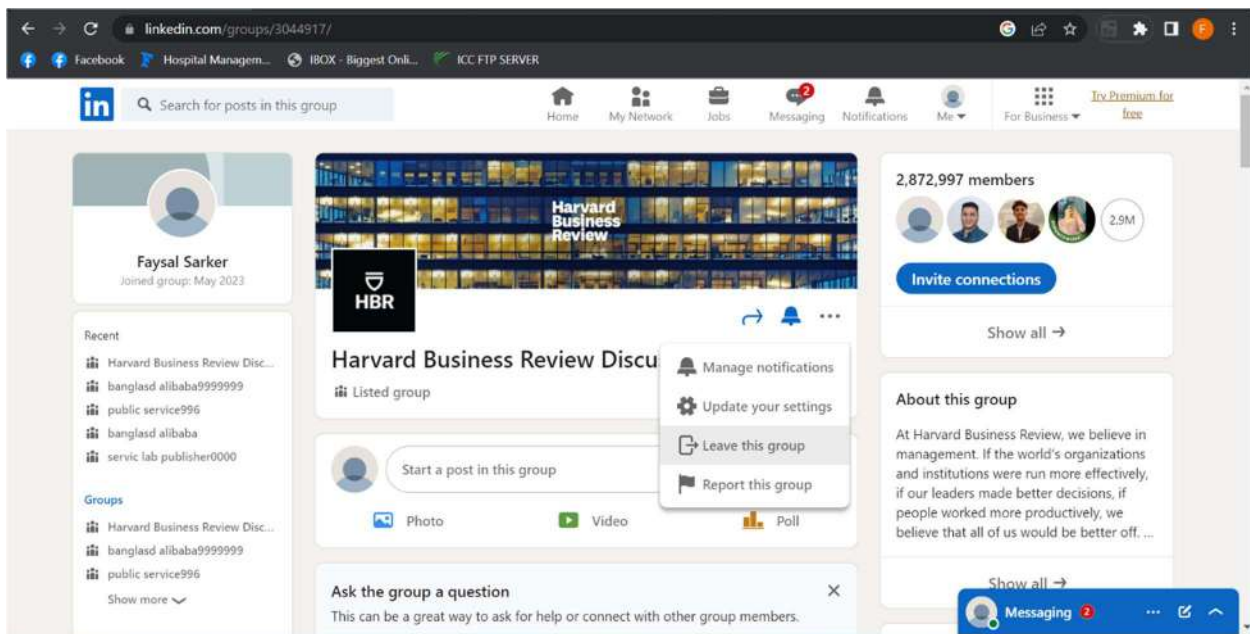 linkedin.com/groups/3044917/
Facebook
Hospital Managem...
IBOX - Biggest Onli...
ICC FTP SERVER
F
in
Search for posts in this group
Home
My Network
Jobs
2
Messaging
Notifications
Me
For Business
Try Premium for
free
Faysal Sarker
Joined group: May 2023
Recent
Harvard Business Review Disc...
banglasd alibaba9999999
public service996
banglasd alibaba
servic lab publisher0000
Groups
Harvard Business Review Disc...
banglasd alibaba9999999
public service996
Show more
Harvard
Business
Review
HBR
Harvard Business Review Discu
Listed group
Manage notifications
Update your settings
Leave this group
Report this group
Start a post in this group
Photo
Video
Poll
Ask the group a question
This can be a great way to ask for help or connect with other group members.
2,872,997 members
2.9M
Invite connections
Show all →
About this group
At Harvard Business Review, we believe in
management. If the world's organizations
and institutions were run more effectively,
if our leaders made better decisions, if
people worked more productively, we
believe that all of us would be better off. ...
Show all →
Messaging 2